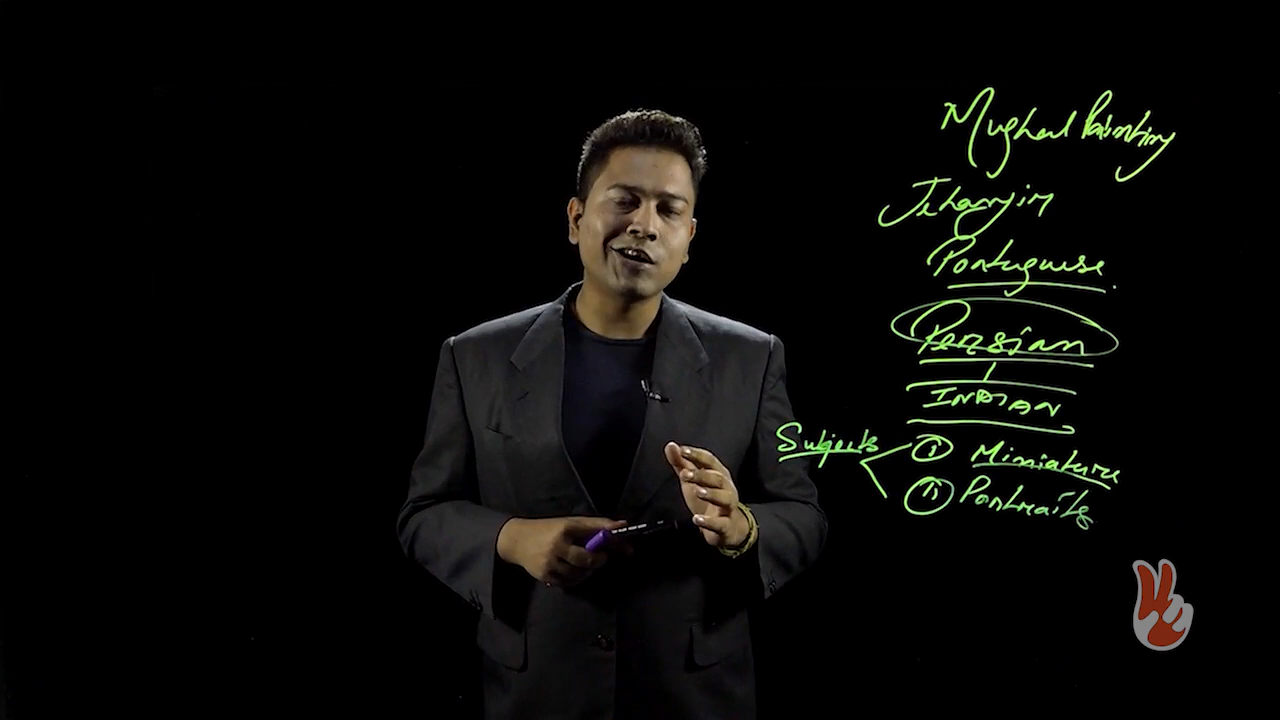 Mughal Painting
Jehangir
Portuguese.
Persian
INDIAN
Subjects
(i) Miniature
(ii) Portraits